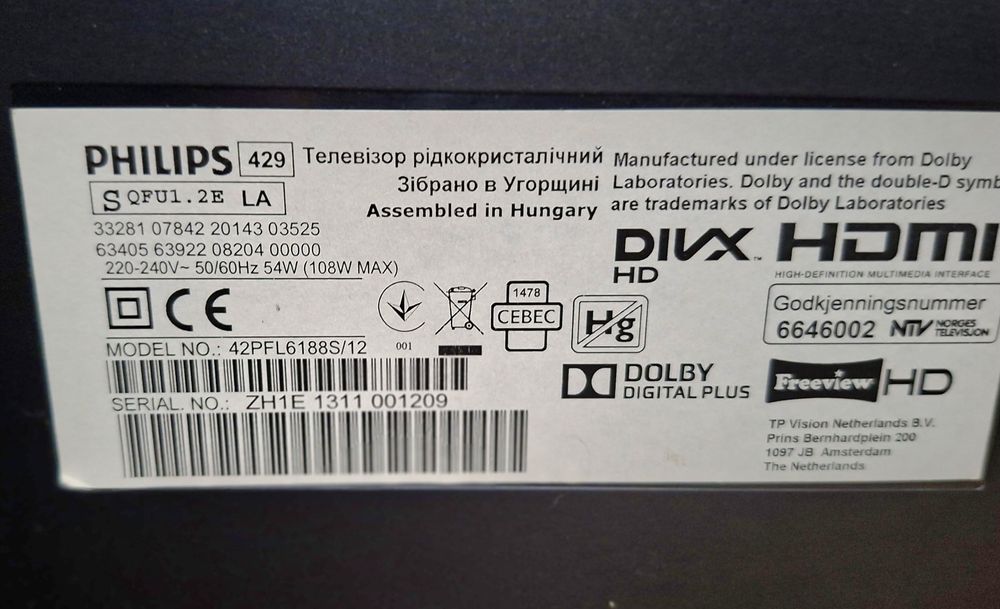 PHILIPS 429
S QFU1.2E LA
33281 07842 20143 03525
63405 63922 08204 00000
220-240V~ 50/60Hz 54W (108W MAX)
Телевізор рідкокристалічний
Зібрано в Угорщині
Assembled in Hungary
Manufactured under license from Dolby
Laboratories. Dolby and the double-D symb
are trademarks of Dolby Laboratories
DIVX™
HD
HDMI
HIGH-DEFINITION MULTIMEDIA INTERFACE
CE
001
1478
CEBEC
Hg
Godkjenningsnummer
6646002 NTV NORGES
TELEVISJON
MODEL NO.: 42PFL6188S/12
SERIAL. NO.: ZH1E 1311 001209
DOLBY
DIGITAL PLUS
Freeview HD
TP Vision Netherlands B.V.
Prins Bernhardplein 200
1097 JB Amsterdam
The Netherlands